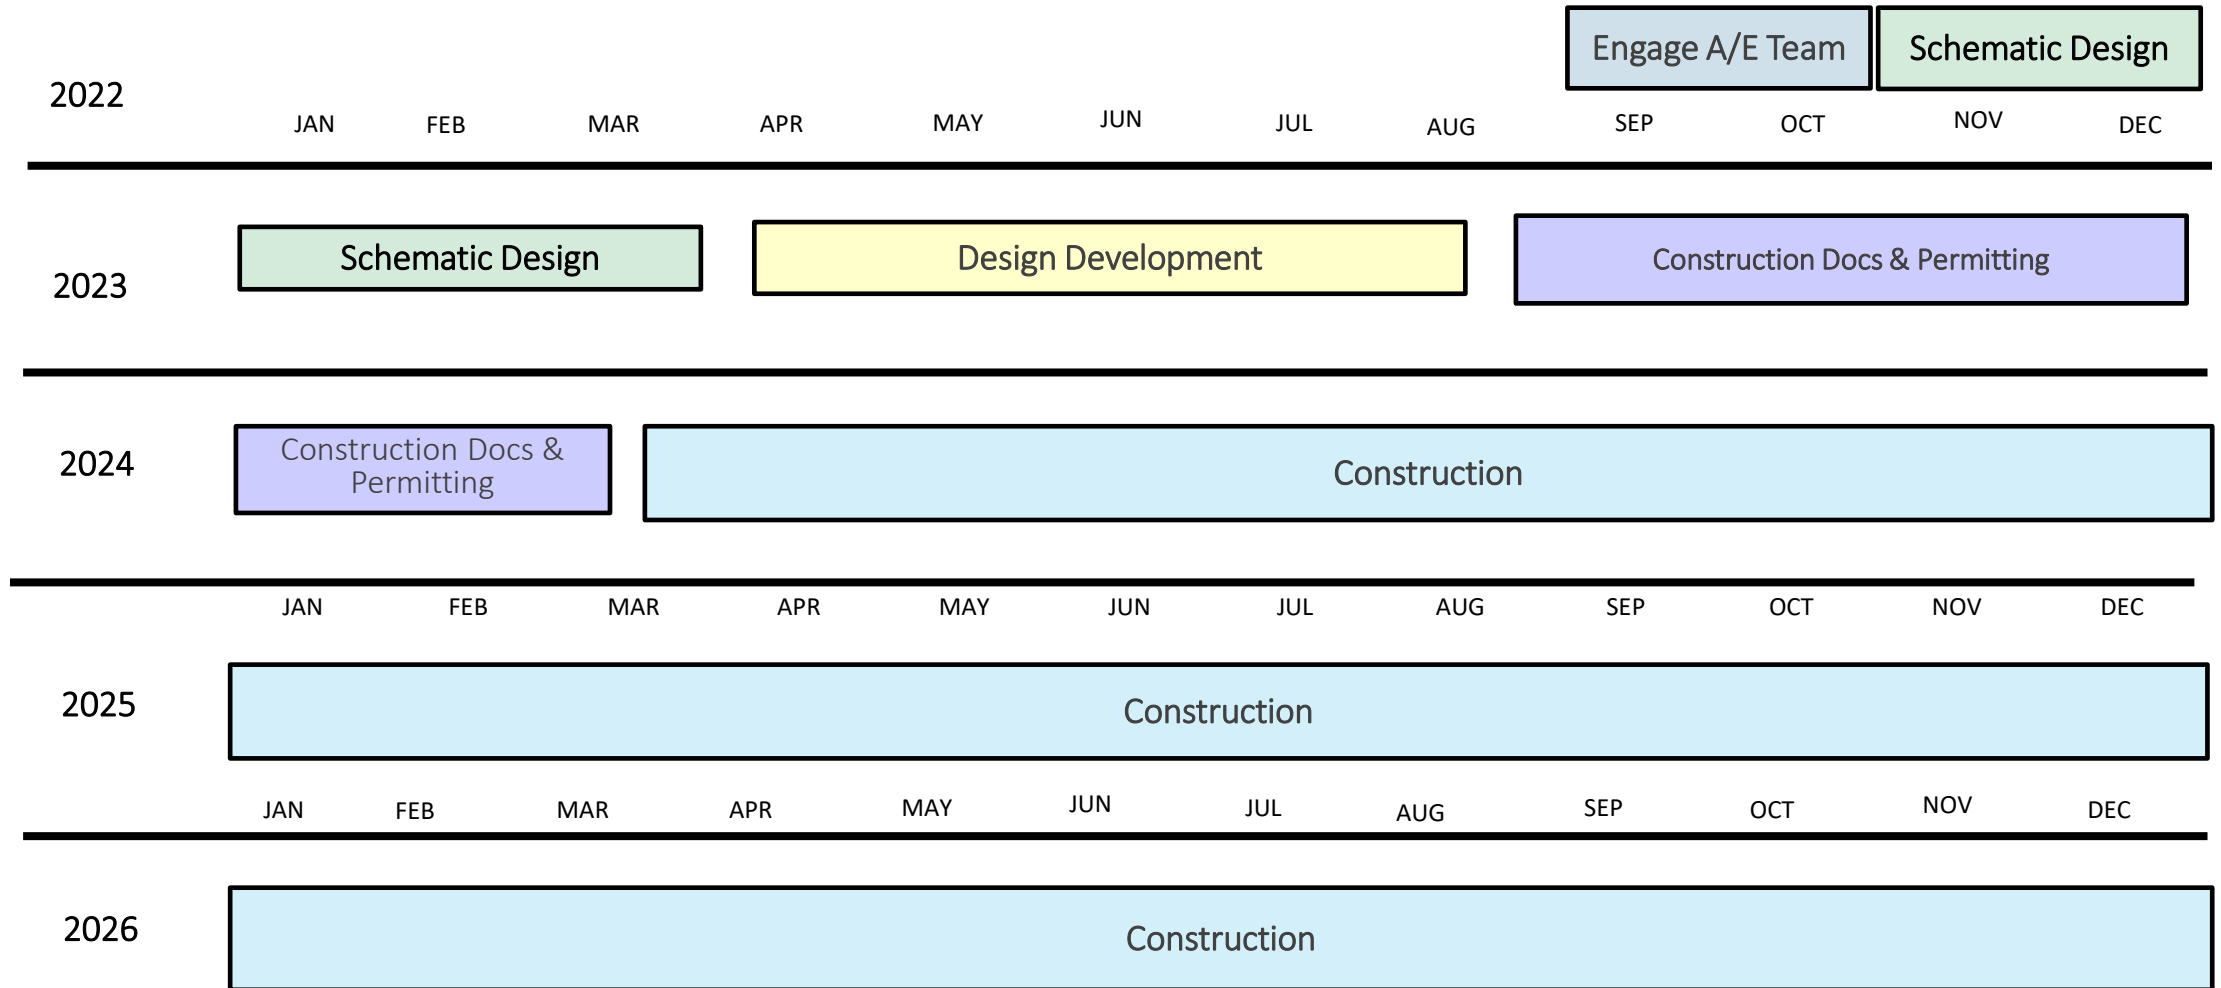 Engage A/E Team
Schematic Design
2022
JAN FEB MAR APR MAY JUN JUL AUG SEP OCT NOV DEC
Schematic Design
Design Development
Construction Docs & Permitting
2023
Construction Docs &
Permitting
2024
Construction
JAN FEB MAR APR MAY JUN JUL AUG SEP OCT NOV DEC
2025
Construction
JAN FEB MAR APR MAY JUN JUL AUG SEP OCT NOV DEC
2026
Construction